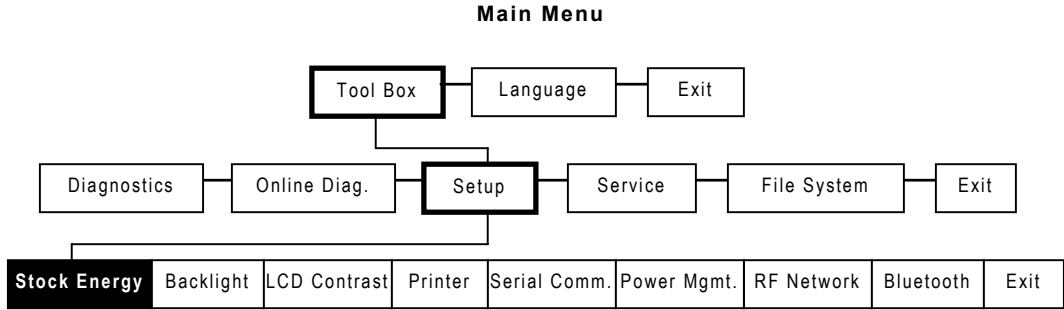 Main Menu
Tool Box Language Exit
Diagnostics Online Diag. Setup Service File System Exit
Stock Energy Backlight LCD Contrast Printer Serial Comm. Power Mgmt. RF Network Bluetooth Exit